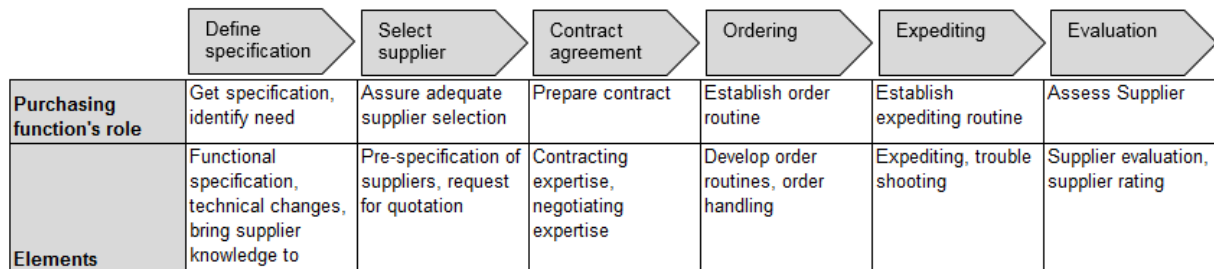 Define
specification
Select
supplier
Contract
agreement
Ordering
Expediting
Evaluation
Purchasing
function's role
Get specification,
identify need
Assure adequate
supplier selection
Prepare contract
Establish order
routine
Establish
expediting routine
Assess Supplier
Elements
Functional
specification,
technical changes,
bring supplier
knowledge to
Pre-specification of
suppliers, request
for quotation
Contracting
expertise,
negotiating
expertise
Develop order
routines, order
handling
Expediting, trouble
shooting
Supplier evaluation,
supplier rating